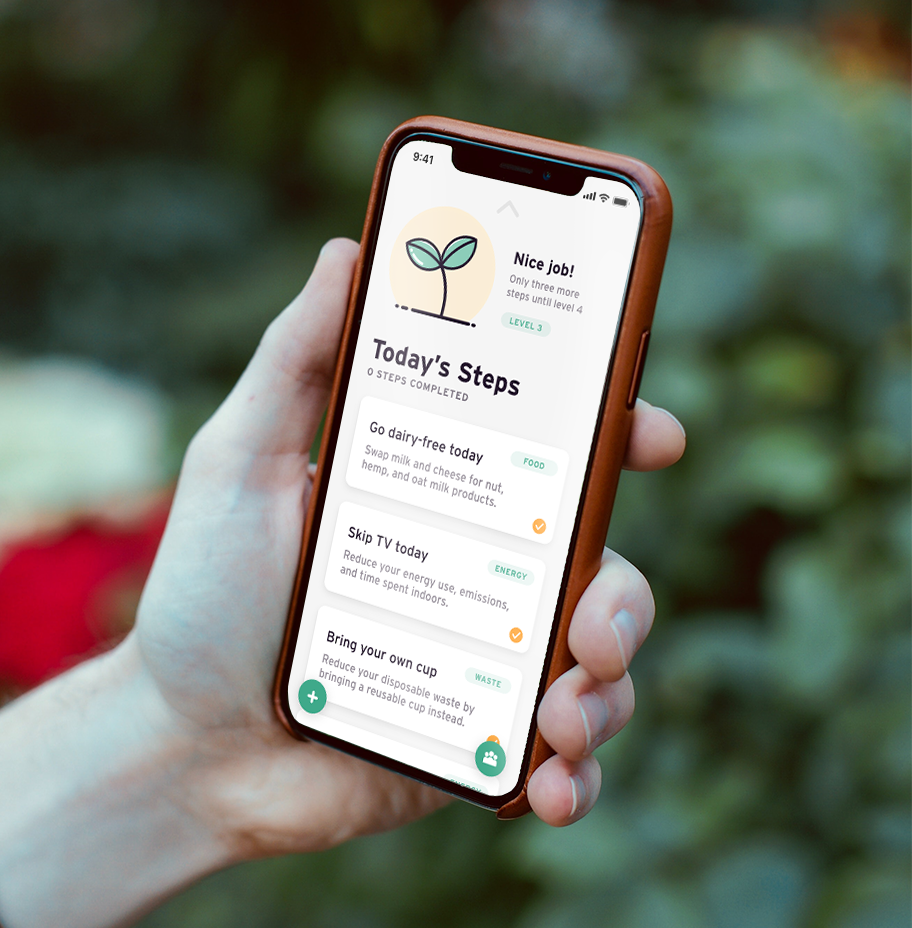 9:41
Nice job!
Only three more
steps until level 4
LEVEL 3
Today's Steps
0 STEPS COMPLETED
Go dairy-free today
FOOD
Swap milk and cheese for nut,
hemp, and oat milk products.
Skip TV today
ENERGY
Reduce your energy use, emissions,
and time spent indoors.
Bring your own cup
WASTE
Reduce your disposable waste by
bringing a reusable cup instead.